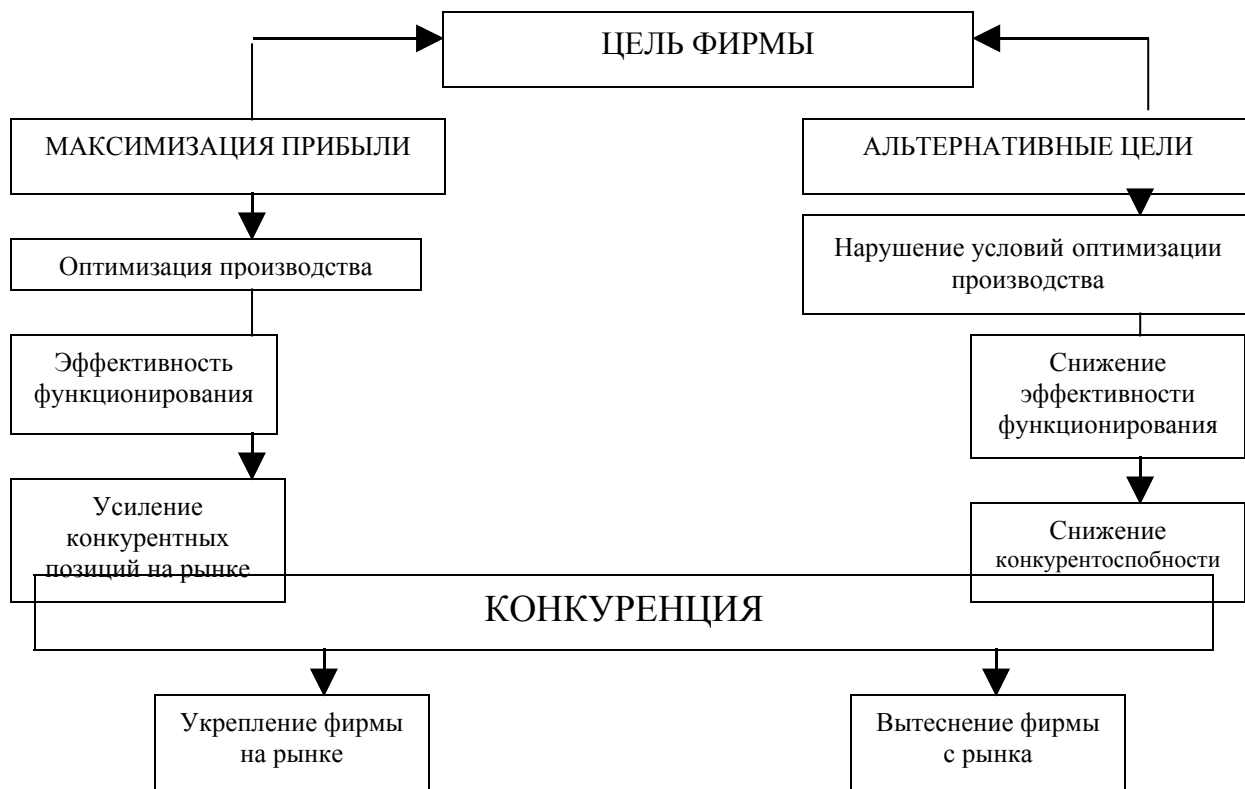 ЦЕЛЬ ФИРМЫ
МАКСИМИЗАЦИЯ ПРИБЫЛИ
АЛЬТЕРНАТИВНЫЕ ЦЕЛИ
Оптимизация производства
Нарушение условий оптимизации
производства
Эффективность
функционирования
Снижение
эффективности
функционирования
Усиление
конкурентных
позиций на рынке
Снижение
конкурентоспобности
КОНКУРЕНЦИЯ
Укрепление фирмы
на рынке
Вытеснение фирмы
с рынка